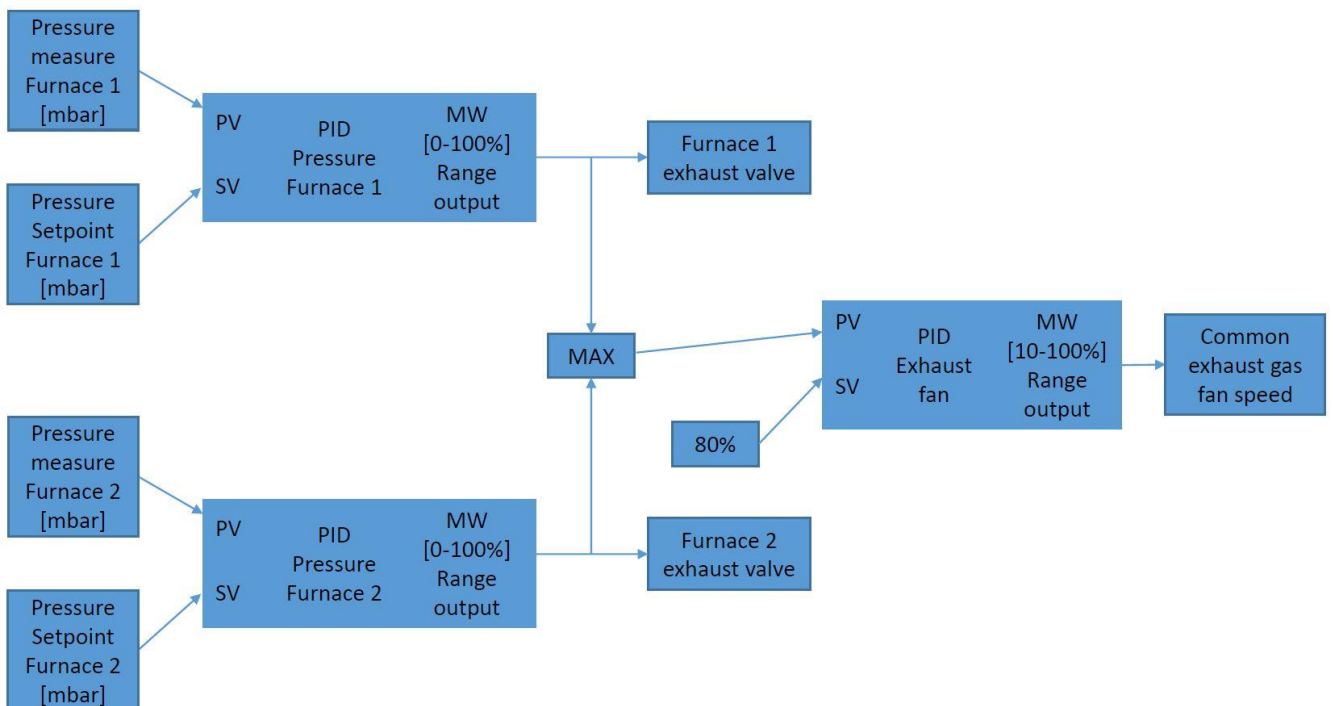 Pressure
measure
Furnace 1
[mbar]
Pressure
Setpoint
Furnace 1
[mbar]
PV
SV
PID
Pressure
Furnace 1
MW
[0-100%]
Range
output
Furnace 1
exhaust valve
MAX
80%
PV
SV
PID
Exhaust
fan
MW
[10-100%]
Range
output
Common
exhaust gas
fan speed
Pressure
measure
Furnace 2
[mbar]
Pressure
Setpoint
Furnace 2
[mbar]
PV
SV
PID
Pressure
Furnace 2
MW
[0-100%]
Range
output
Furnace 2
exhaust valve